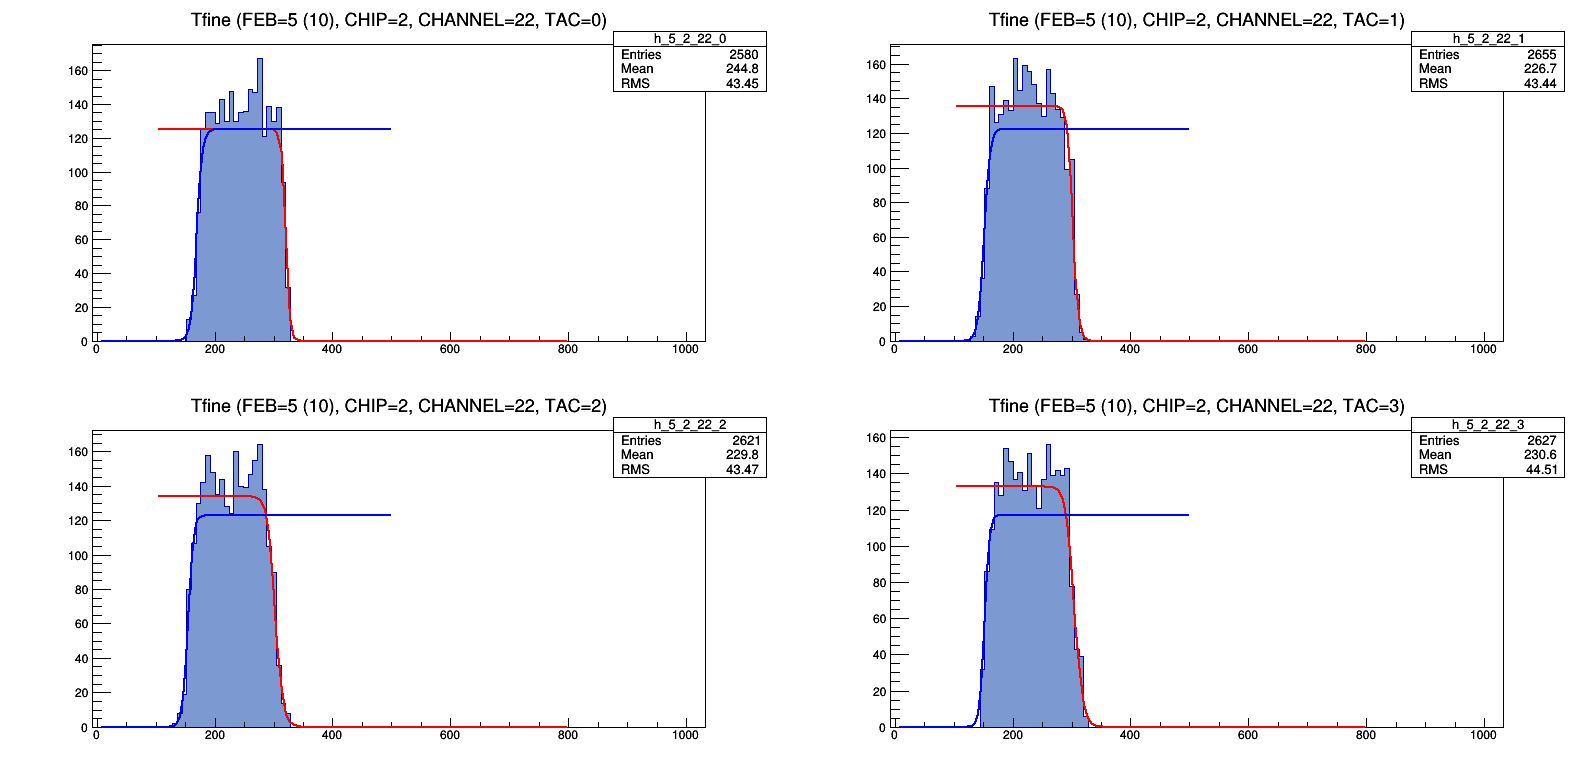 Tfine (FEB=5 (10), CHIP=2, CHANNEL=22, TAC=0)
h_5_2_22_0
Entries 2580
Mean 244.8
RMS 43.45
160
140
120
100
80
60
40
20
0
0 200 400 600 800 1000
Tfine (FEB=5 (10), CHIP=2, CHANNEL=22, TAC=1)
h_5_2_22_1
Entries 2655
Mean 226.7
RMS 43.44
160
140
120
100
80
60
40
20
0
0 200 400 600 800 1000
Tfine (FEB=5 (10), CHIP=2, CHANNEL=22, TAC=2)
h_5_2_22_2
Entries 2621
Mean 229.8
RMS 43.47
160
140
120
100
80
60
40
20
0
0 200 400 600 800 1000
Tfine (FEB=5 (10), CHIP=2, CHANNEL=22, TAC=3)
h_5_2_22_3
Entries 2627
Mean 230.6
RMS 44.51
160
140
120
100
80
60
40
20
0
0 200 400 600 800 1000